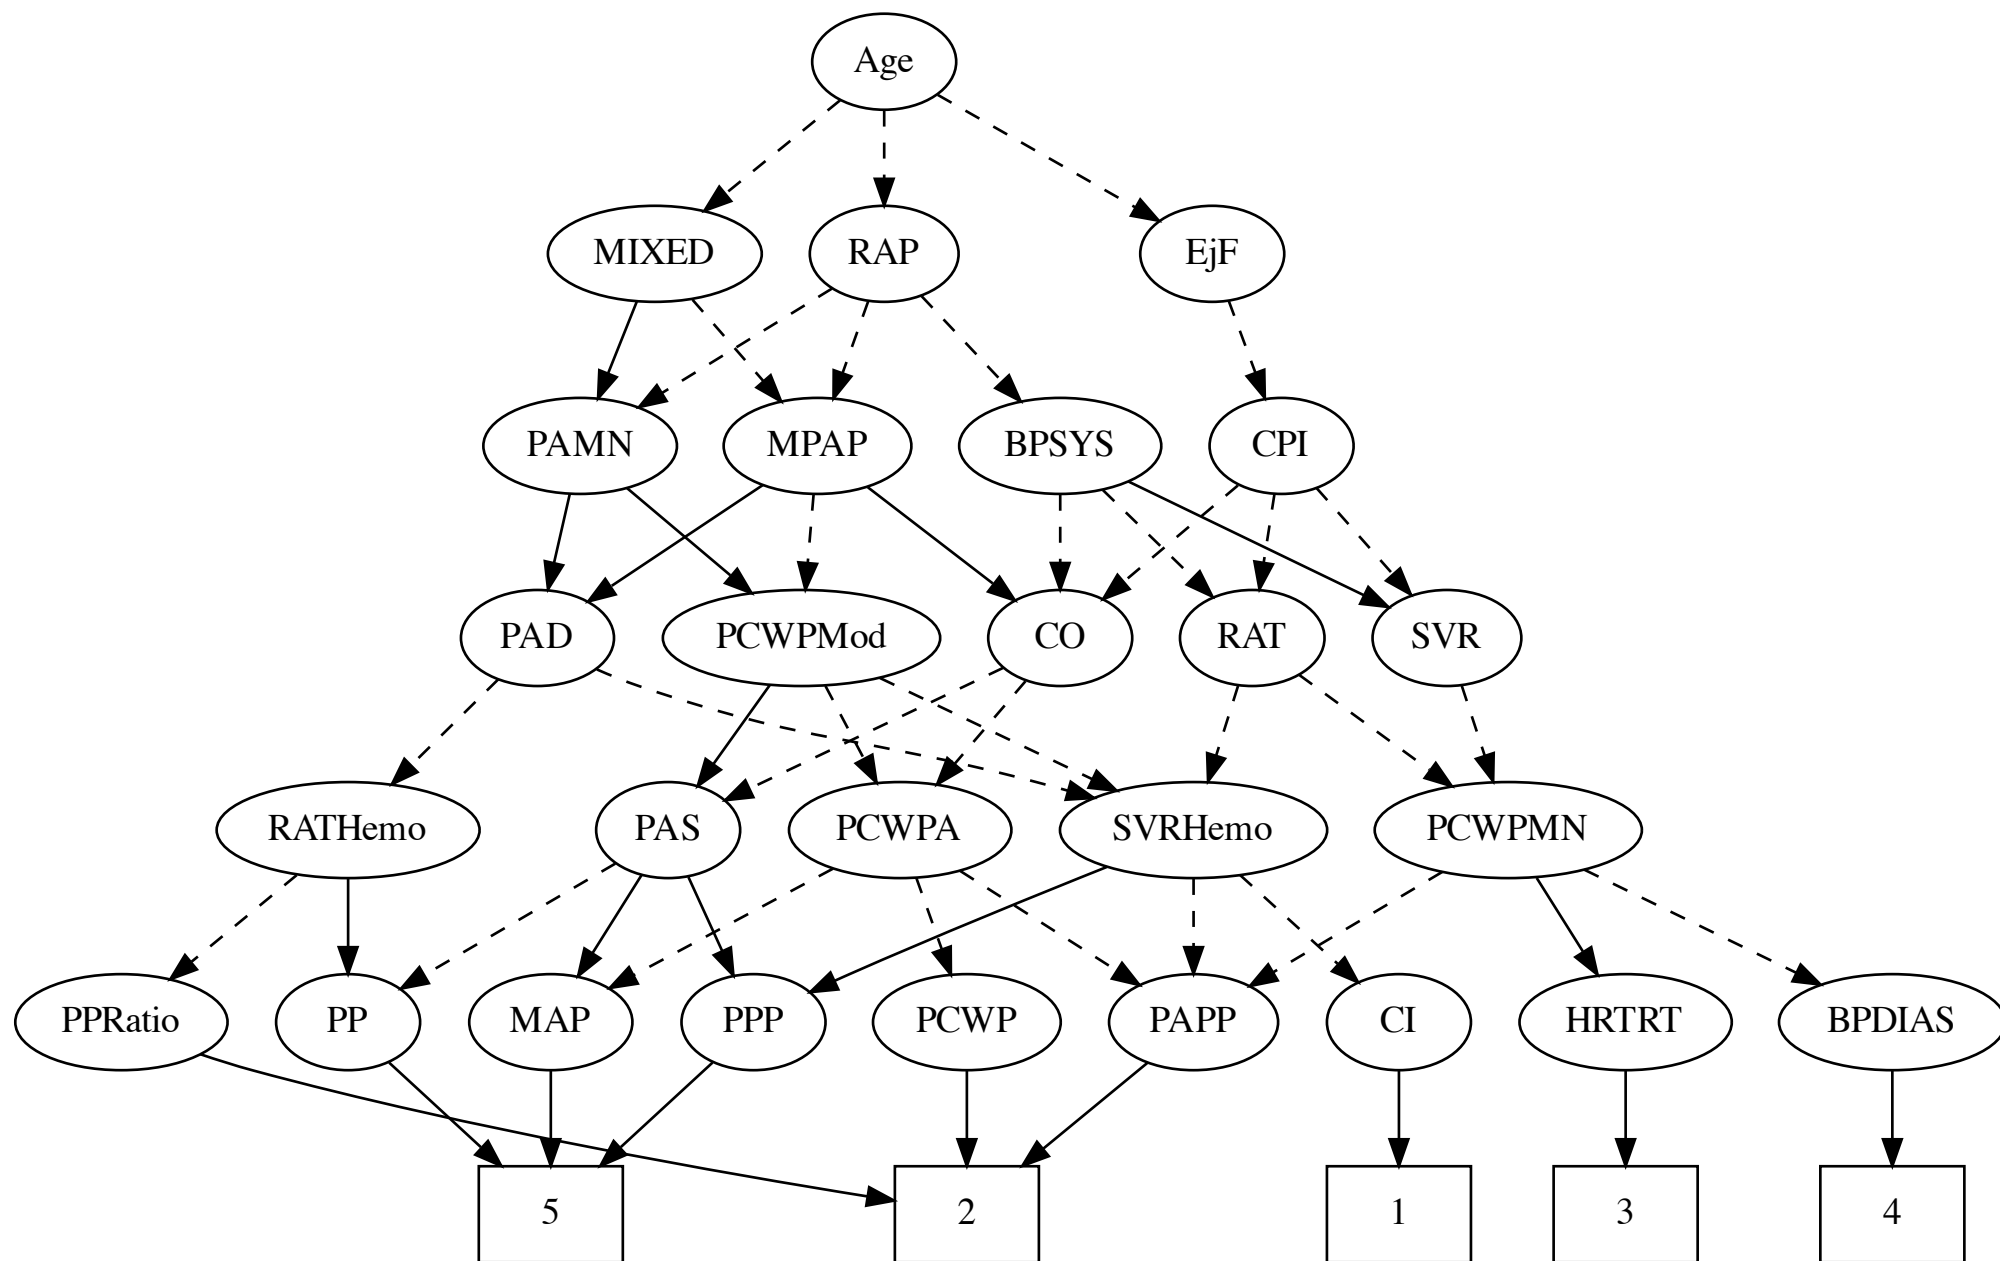 Age
MIXED
RAP
EjF
PAMN
MPAP
BPSYS
CPI
PAD
PCWPMod
CO
RAT
SVR
RATHemo
PAS
PCWPA
SVRHemo
PCWPMN
PPRatio
PP
MAP
PPP
PCWP
PAPP
CI
HRTRT
BPDIAS
5
2
1
3
4